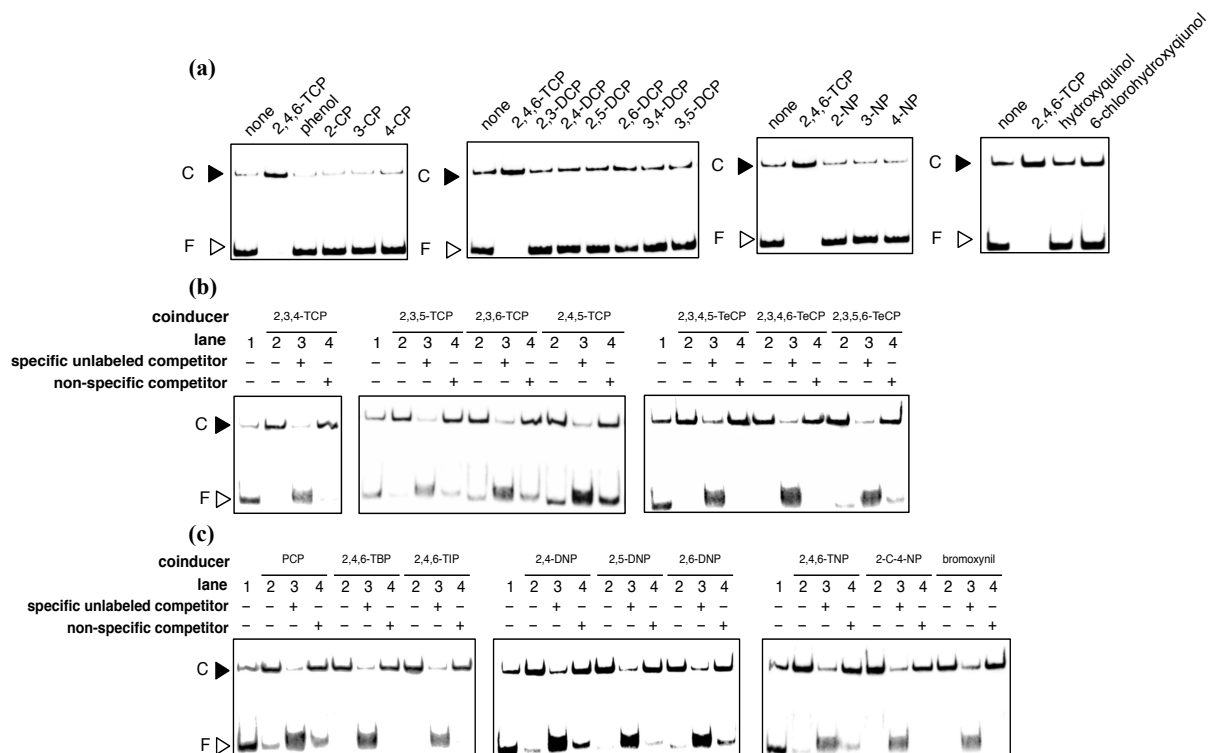 (a)
none 2,4,6-TCP phenol 2-CP 3-CP 4-CP
none 2,4,6-TCP 2,3-DCP 2,4-DCP 2,5-DCP 2,6-DCP 3,4-DCP 3,5-DCP
none 2,4,6-TCP 2-NP 3-NP 4-NP
none 2,4,6-TCP hydroxyquinol 6-chlorohydroxyqiunol
C C C C
F F F F
(b)
coinducer 2,3,4-TCP 2,3,5-TCP 2,3,6-TCP 2,4,5-TCP 2,3,4,5-TeCP 2,3,4,6-TeCP 2,3,5,6-TeCP
lane 1 2 3 4 1 2 3 4 2 3 4 2 3 4 1 2 3 4 2 3 4 2 3 4
specific unlabeled competitor − − + − − − + − − + − − + − − − + − − + − − + −
non-specific competitor − − − + − − − + − − + − − + − − − + − − + − − +
C
F
(c)
coinducer PCP 2,4,6-TBP 2,4,6-TIP 2,4-DNP 2,5-DNP 2,6-DNP 2,4,6-TNP 2-C-4-NP bromoxynil
lane 1 2 3 4 2 3 4 2 3 4 1 2 3 4 2 3 4 2 3 4 1 2 3 4 2 3 4 2 3 4
specific unlabeled competitor − − + − − + − − + − − − + − − + − − + − − − + − − + − − + −
non-specific competitor − − − + − − + − − + − − − + − − + − − + − − − + − − + − − +
C
F